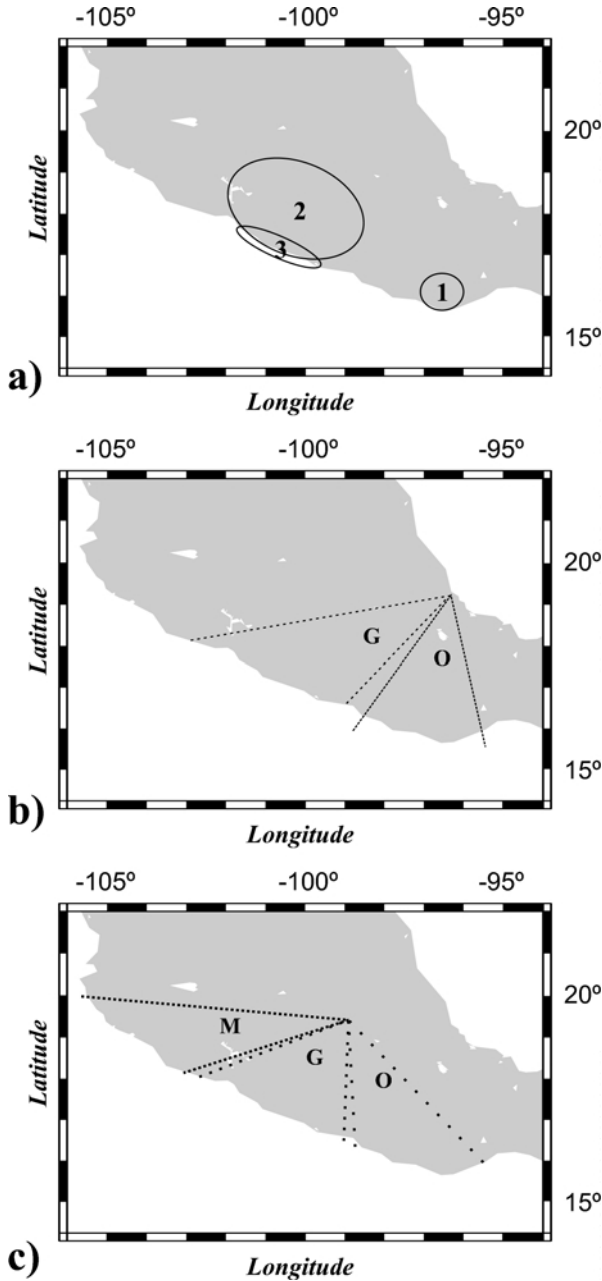 -105º -100º -95º
20º
Latitude
2
3
1
15º
a)
Longitude
-105º -100º -95º
20º
Latitude
G
O
15º
b)
Longitude
-105º -100º -95º
20º
M
G
O
Latitude
15º
c)
Longitude